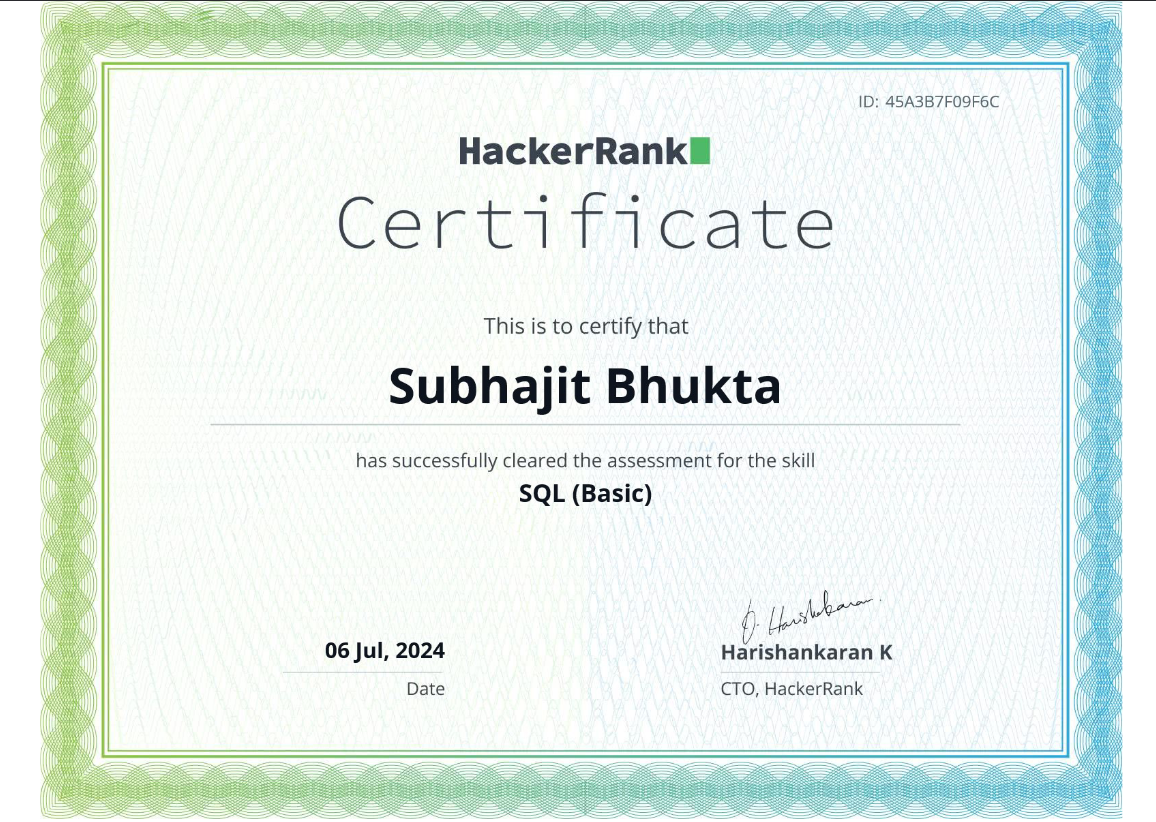 ID: 45A3B7F09F6C
HackerRank
Certificate
This is to certify that
Subhajit Bhukta
has successfully cleared the assessment for the skill
SQL (Basic)
06 Jul, 2024
Date
Harishankaran K
CTO, HackerRank